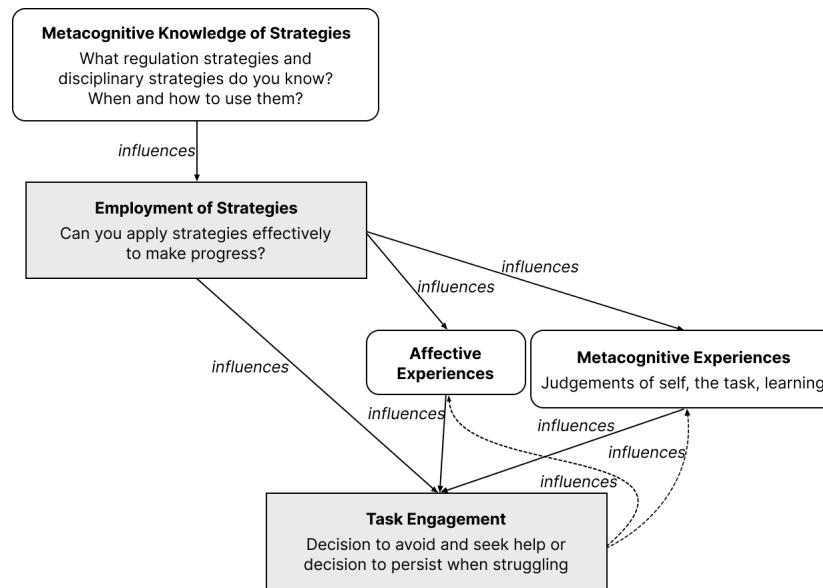 Metacognitive Knowledge of Strategies
What regulation strategies and
disciplinary strategies do you know?
When and how to use them?
influences
Employment of Strategies
Can you apply strategies effectively
to make progress?
influences
influences
influences
Affective
Experiences
Metacognitive Experiences
Judgements of self, the task, learning
influences
influences
influences
influences
Task Engagement
Decision to avoid and seek help or
decision to persist when struggling